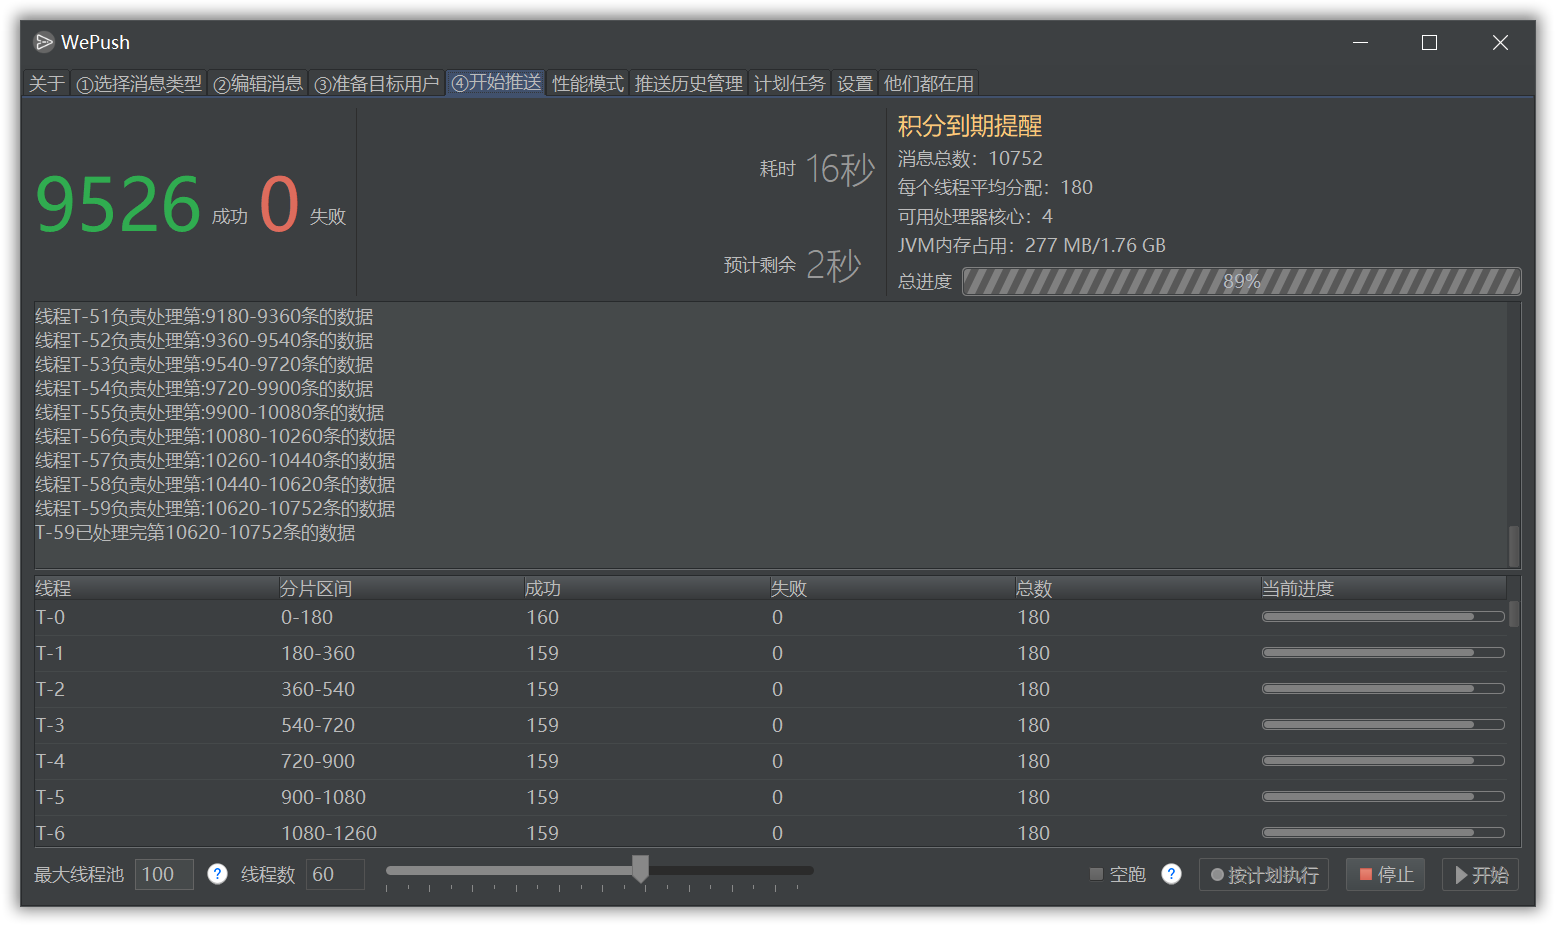 WePush
关于 ①选择消息类型 ②编辑消息 ③准备目标用户 ④开始推送 性能模式 推送历史管理 计划任务 设置 他们都在用
9526 成功 0 失败
耗时 16秒
预计剩余 2秒
积分到期提醒
消息总数：10752
每个线程平均分配：180
可用处理器核心：4
JVM内存占用：277 MB/1.76 GB
总进度 89%
线程T-51负责处理第:9180-9360条的数据
线程T-52负责处理第:9360-9540条的数据
线程T-53负责处理第:9540-9720条的数据
线程T-54负责处理第:9720-9900条的数据
线程T-55负责处理第:9900-10080条的数据
线程T-56负责处理第:10080-10260条的数据
线程T-57负责处理第:10260-10440条的数据
线程T-58负责处理第:10440-10620条的数据
线程T-59负责处理第:10620-10752条的数据
T-59已处理完第10620-10752条的数据
线程 分片区间 成功 失败 总数 当前进度
T-0 0-180 160 0 180
T-1 180-360 159 0 180
T-2 360-540 159 0 180
T-3 540-720 159 0 180
T-4 720-900 159 0 180
T-5 900-1080 159 0 180
T-6 1080-1260 159 0 180
最大线程池 100 ? 线程数 60 空跑 ? 按计划执行 停止 开始